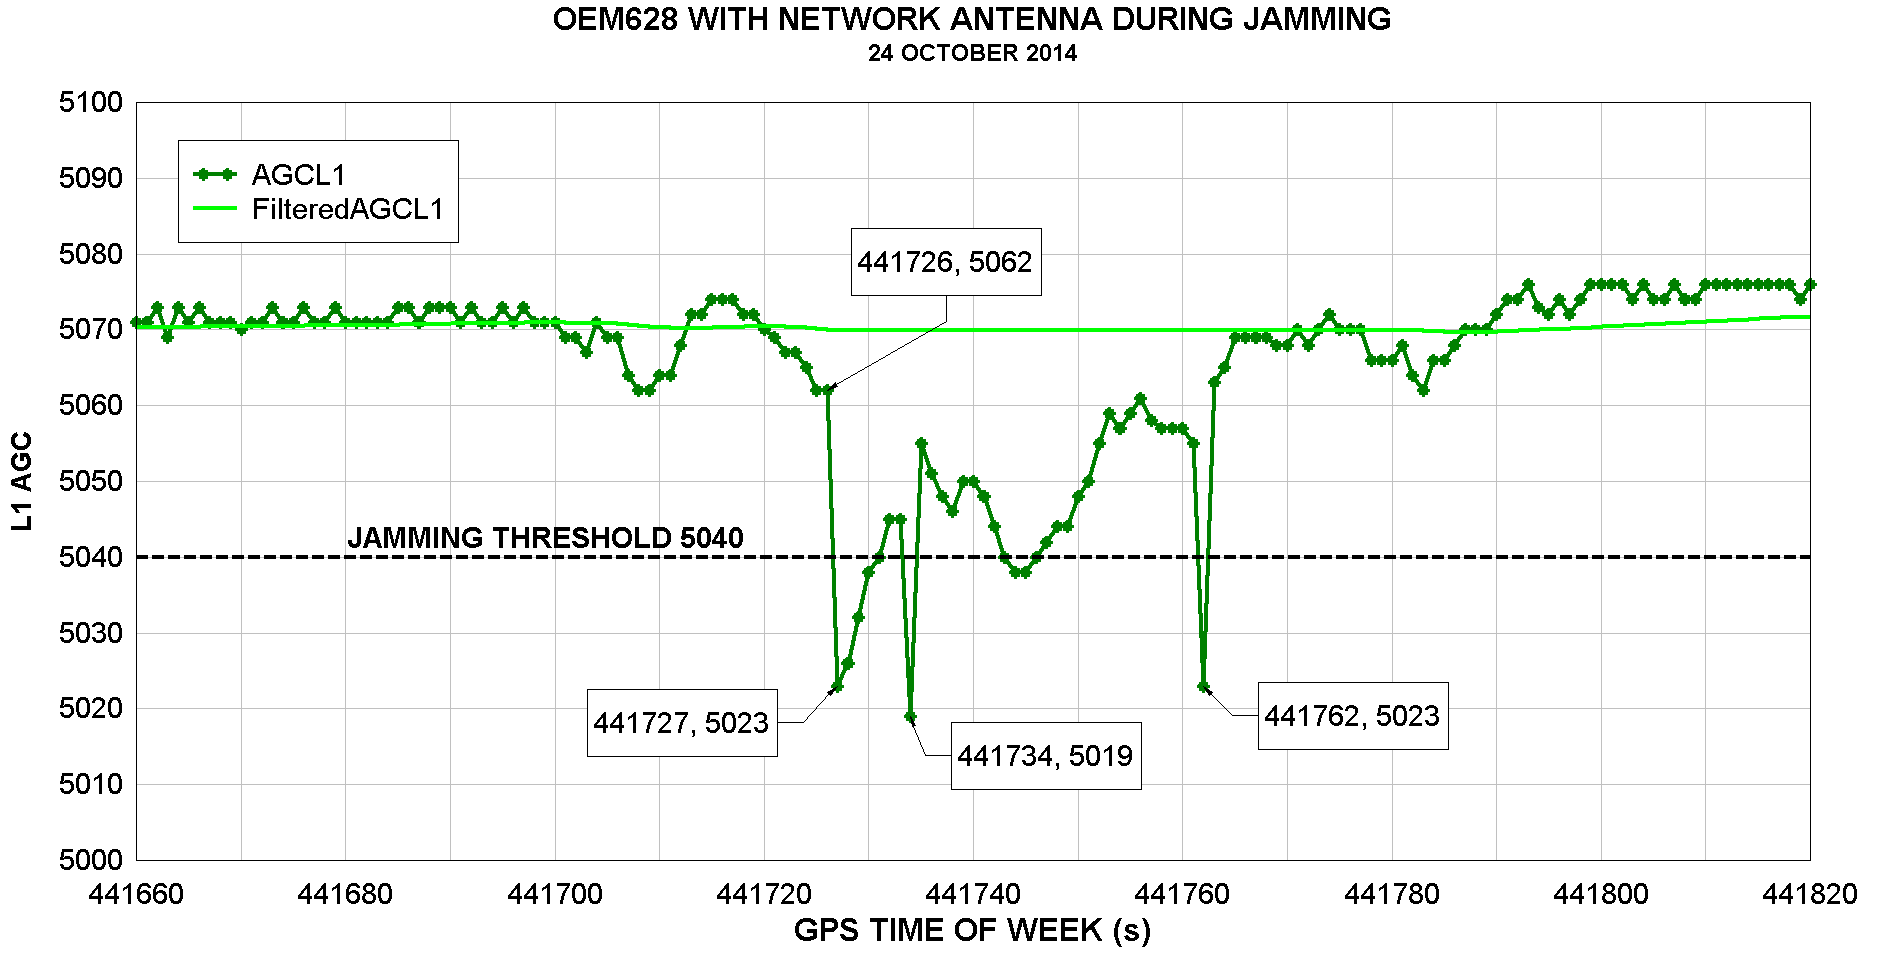 OEM628 WITH NETWORK ANTENNA DURING JAMMING
24 OCTOBER 2014
5100
5090
5080
5070
5060
5050
5040
5030
5020
5010
5000
L1 AGC
AGCL1
FilteredAGCL1
441726, 5062
JAMMING THRESHOLD 5040
441727, 5023
441734, 5019
441762, 5023
441660 441680 441700 441720 441740 441760 441780 441800 441820
GPS TIME OF WEEK (s)